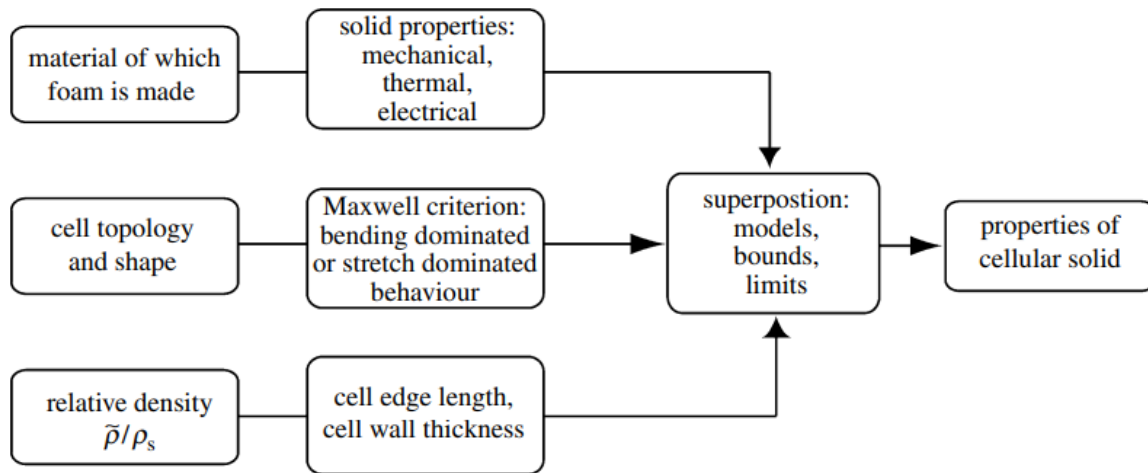 material of which
foam is made
solid properties:
mechanical,
thermal,
electrical
cell topology
and shape
Maxwell criterion:
bending dominated
or stretch dominated
behaviour
superpostion:
models,
bounds,
limits
properties of
cellular solid
relative density
ρ̃/ρₛ
cell edge length,
cell wall thickness